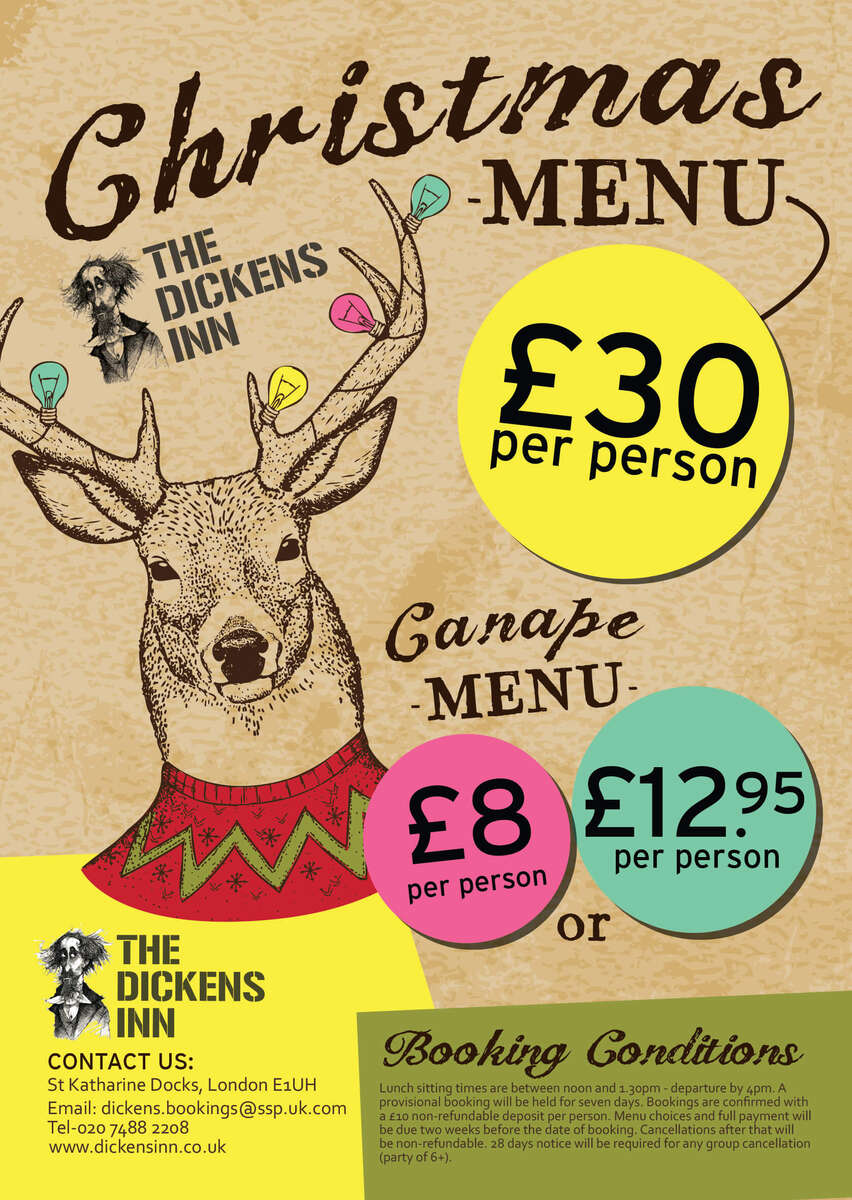 Christmas
-MENU
THE
DICKENS
INN
£30
per person
Canape
-MENU-
£8
per person
or
£12.95
per person
THE
DICKENS
INN
CONTACT US:
St Katharine Docks, London E1UH
Email: dickens.bookings@ssp.uk.com
Tel-020 7488 2208
www.dickensinn.co.uk
Booking Conditions
Lunch sitting times are between noon and 1.30pm - departure by 4pm. A
provisional booking will be held for seven days. Bookings are confirmed with
a £10 non-refundable deposit per person. Menu choices and full payment will
be due two weeks before the date of booking. Cancellations after that will
be non-refundable. 28 days notice will be required for any group cancellation
(party of 6+).